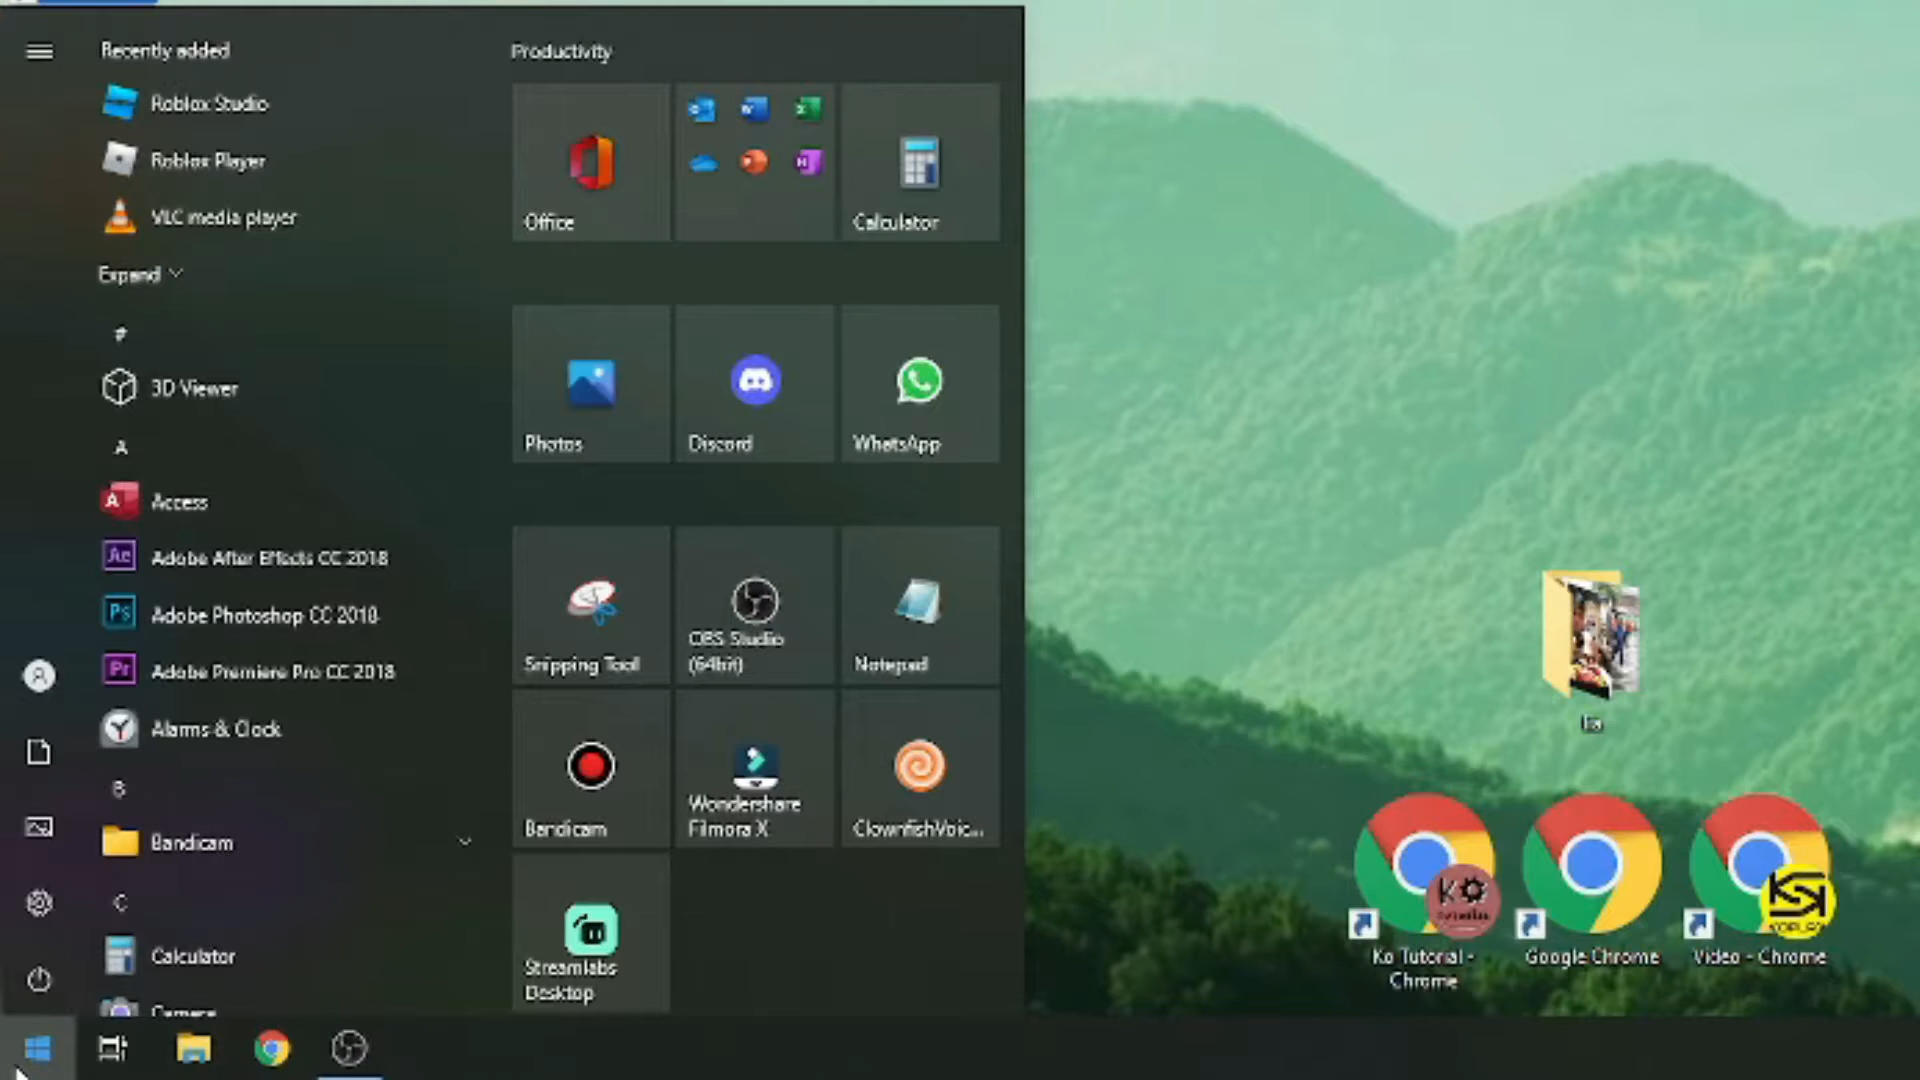 Recently added
Roblox Studio
Roblox Player
VLC media player
Expand
#
3D Viewer
A
Access
Adobe After Effects CC 2018
Adobe Photoshop CC 2018
Adobe Premiere Pro CC 2018
Alarms & Clock
B
Bandicam
C
Calculator
Camera
Productivity
Office
Calculator
Photos
Discord
WhatsApp
Snipping Tool
OBS Studio
(64bit)
Notepad
Bandicam
Wondershare
Filmora X
ClownfishVoic...
Streamlabs
Desktop
Ko Tutorial -
Chrome
Google Chrome
Video - Chrome